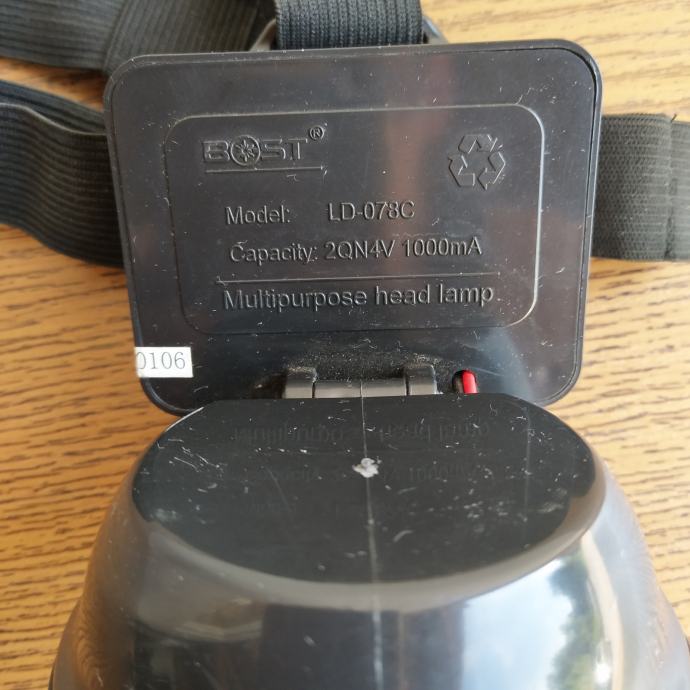 BOST®
Model: LD-078C
Capacity: 2QN4V 1000mA
Multipurpose head lamp
0106